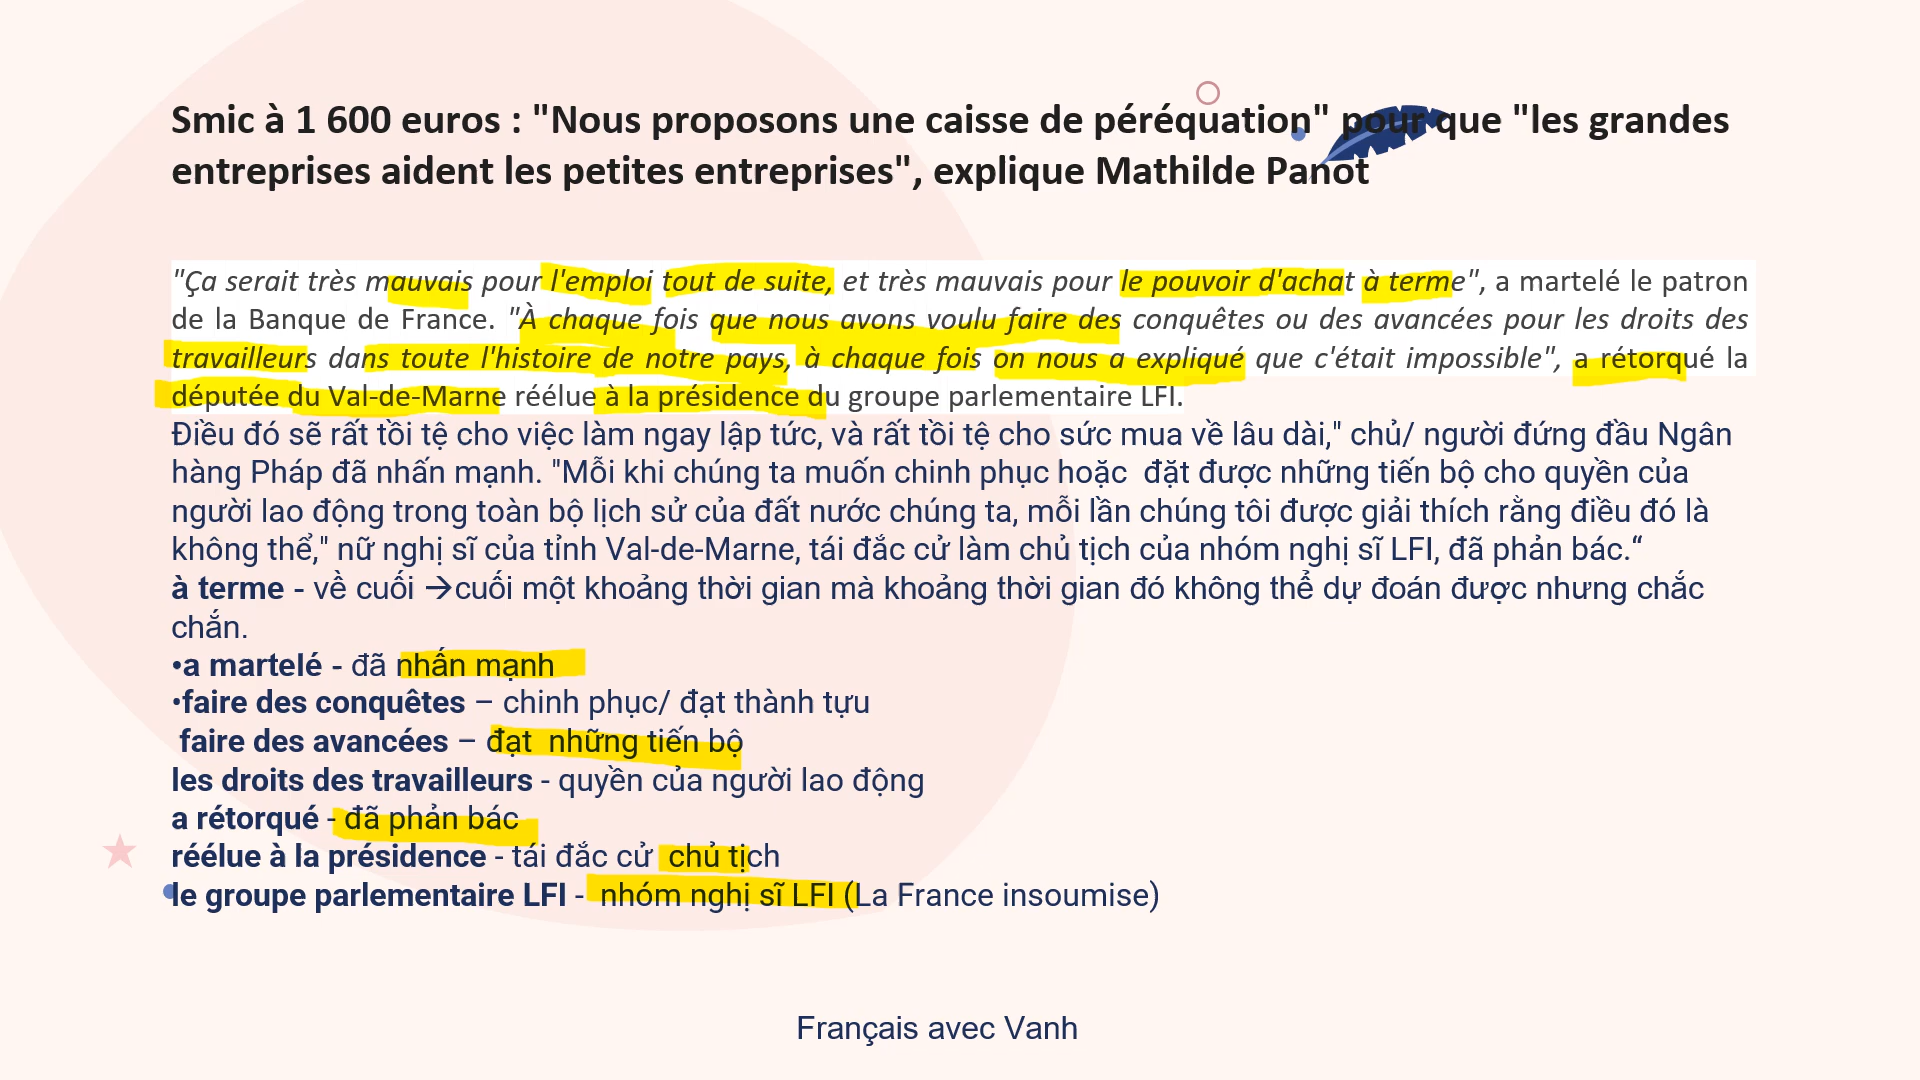 Smic à 1 600 euros : "Nous proposons une caisse de péréquation" pour que "les grandes
entreprises aident les petites entreprises", explique Mathilde Panot
"Ça serait très mauvais pour l'emploi tout de suite, et très mauvais pour le pouvoir d'achat à terme", a martelé le patron
de la Banque de France. "À chaque fois que nous avons voulu faire des conquêtes ou des avancées pour les droits des
travailleurs dans toute l'histoire de notre pays, à chaque fois on nous a expliqué que c'était impossible", a rétorqué la
députée du Val-de-Marne réélue à la présidence du groupe parlementaire LFI.
Điều đó sẽ rất tồi tệ cho việc làm ngay lập tức, và rất tồi tệ cho sức mua về lâu dài," chủ/ người đứng đầu Ngân
hàng Pháp đã nhấn mạnh. "Mỗi khi chúng ta muốn chinh phục hoặc đặt được những tiến bộ cho quyền của
người lao động trong toàn bộ lịch sử của đất nước chúng ta, mỗi lần chúng tôi được giải thích rằng điều đó là
không thể," nữ nghị sĩ của tỉnh Val-de-Marne, tái đắc cử làm chủ tịch của nhóm nghị sĩ LFI, đã phản bác.“
à terme - về cuối →cuối một khoảng thời gian mà khoảng thời gian đó không thể dự đoán được nhưng chắc
chắn.
•a martelé - đã nhấn mạnh
•faire des conquêtes – chinh phục/ đạt thành tựu
faire des avancées – đạt những tiến bộ
les droits des travailleurs - quyền của người lao động
a rétorqué - đã phản bác
réélue à la présidence - tái đắc cử chủ tịch
le groupe parlementaire LFI - nhóm nghị sĩ LFI (La France insoumise)
Français avec Vanh